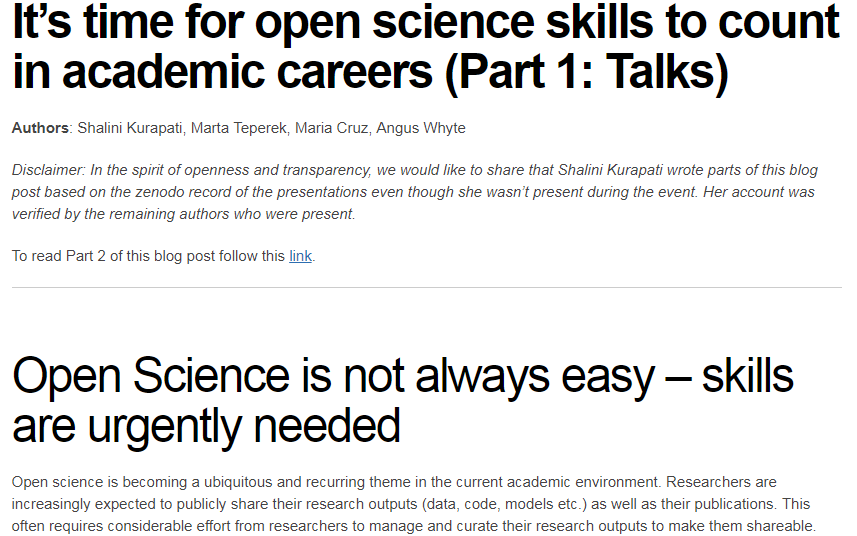 It’s time for open science skills to count
in academic careers (Part 1: Talks)
Authors: Shalini Kurapati, Marta Teperek, Maria Cruz, Angus Whyte
Disclaimer: In the spirit of openness and transparency, we would like to share that Shalini Kurapati wrote parts of this blog
post based on the zenodo record of the presentations even though she wasn’t present during the event. Her account was
verified by the remaining authors who were present.
To read Part 2 of this blog post follow this link.
Open Science is not always easy – skills
are urgently needed
Open science is becoming a ubiquitous and recurring theme in the current academic environment. Researchers are
increasingly expected to publicly share their research outputs (data, code, models etc.) as well as their publications. This
often requires considerable effort from researchers to manage and curate their research outputs to make them shareable.